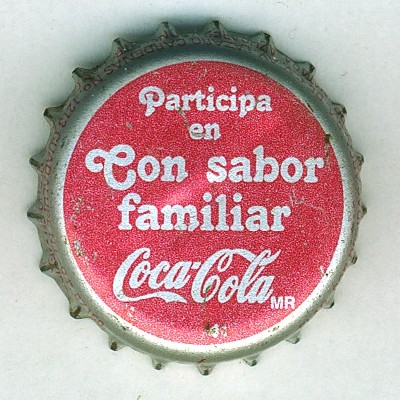 Participa
en
Con sabor
familiar
Coca-Cola MR